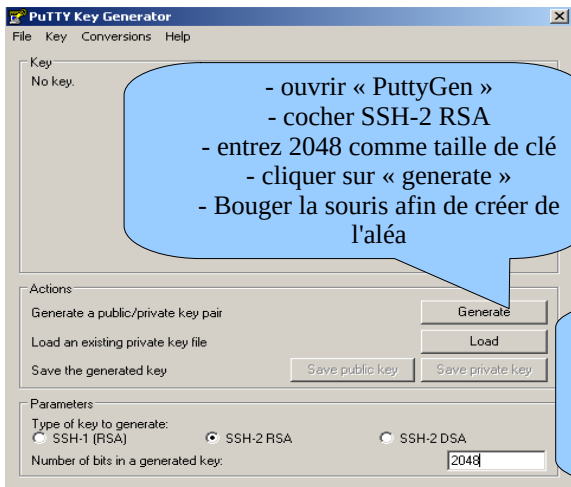 PuTTY Key Generator
File Key Conversions Help
Key
No key.
- ouvrir « PuttyGen »
- cocher SSH-2 RSA
- entrez 2048 comme taille de clé
- cliquer sur « generate »
- Bouger la souris afin de créer de
l'aléa
Actions
Generate a public/private key pair
Generate
Load an existing private key file
Load
Save the generated key
Save public key
Save private key
Parameters
Type of key to generate:
SSH-1 (RSA) SSH-2 RSA SSH-2 DSA
Number of bits in a generated key:
2048